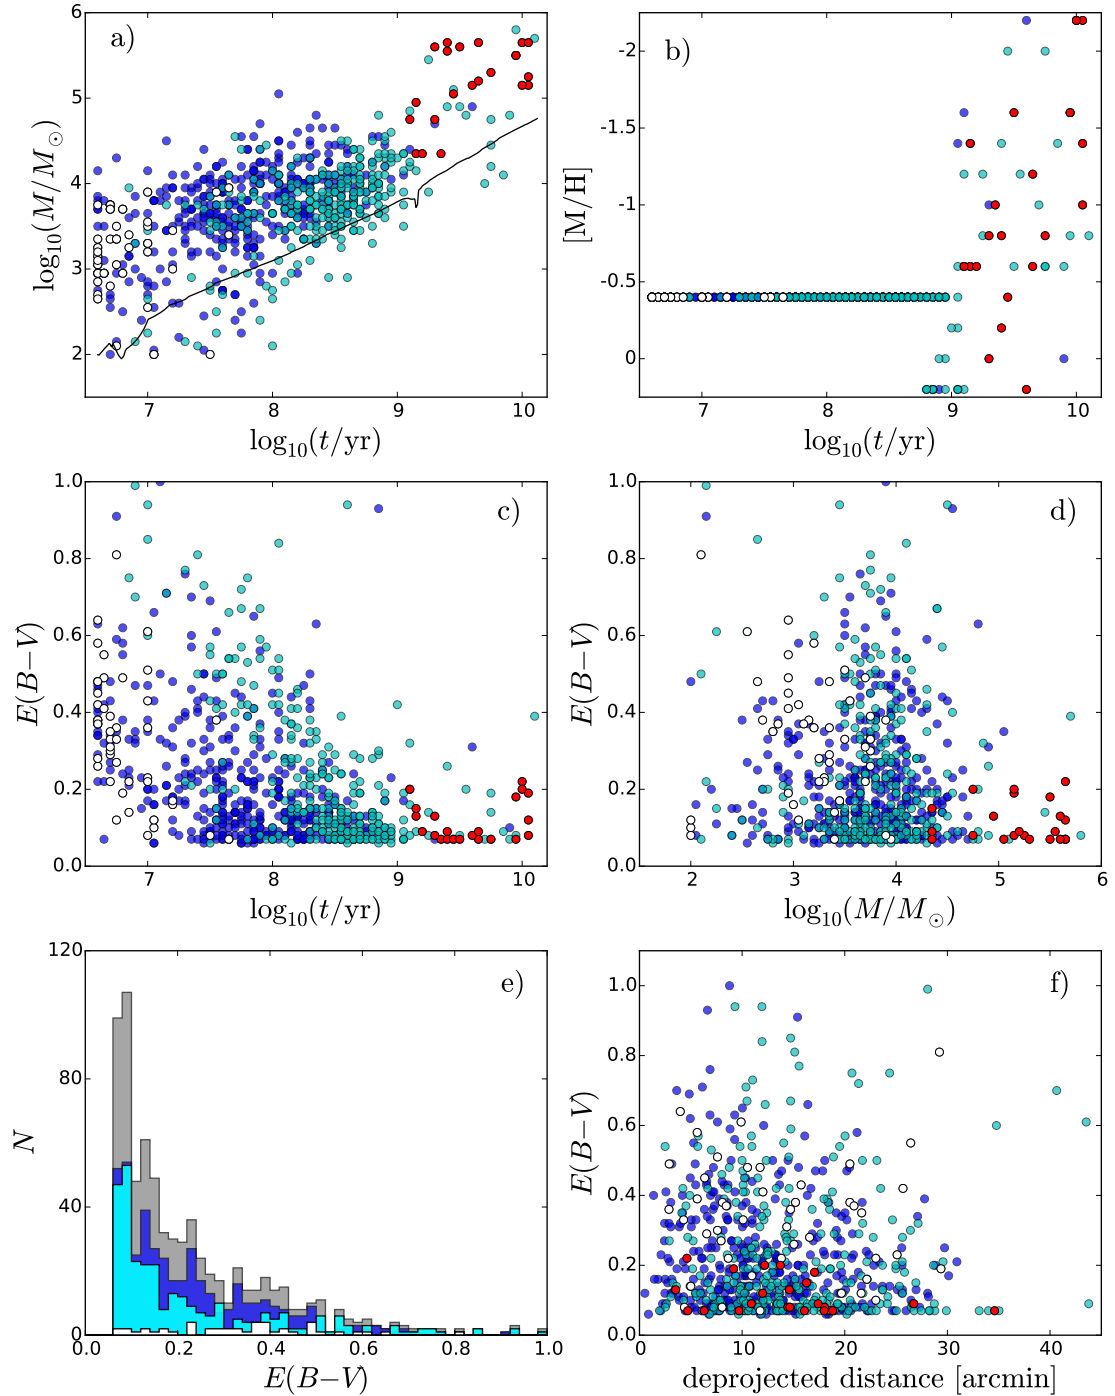 a)
6
5
4
3
2
log₁₀(M/M☉)
7 8 9 10
log₁₀(t/yr)
b)
-2
-1.5
-1
-0.5
0
[M/H]
7 8 9 10
log₁₀(t/yr)
c)
1.0
0.8
0.6
0.4
0.2
0.0
E(B−V)
7 8 9 10
log₁₀(t/yr)
d)
1.0
0.8
0.6
0.4
0.2
0.0
E(B−V)
2 3 4 5 6
log₁₀(M/M☉)
e)
120
80
40
0
N
0.0 0.2 0.4 0.6 0.8 1.0
E(B−V)
f)
1.0
0.8
0.6
0.4
0.2
0.0
E(B−V)
0 10 20 30 40
deprojected distance [arcmin]